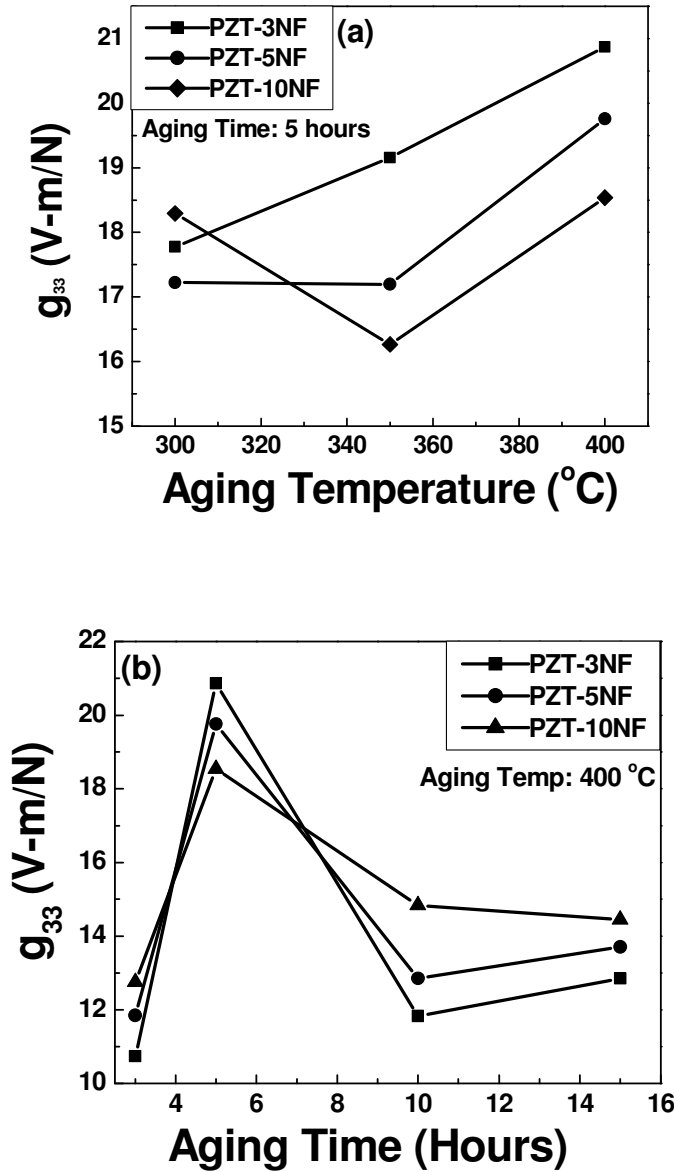 PZT-3NF
PZT-5NF
PZT-10NF
(a)
Aging Time: 5 hours
21
20
19
18
17
16
15
g33 (V-m/N)
300 320 340 360 380 400
Aging Temperature (°C)
(b)
PZT-3NF
PZT-5NF
PZT-10NF
Aging Temp: 400 °C
22
20
18
16
14
12
10
g33 (V-m/N)
4 6 8 10 12 14 16
Aging Time (Hours)